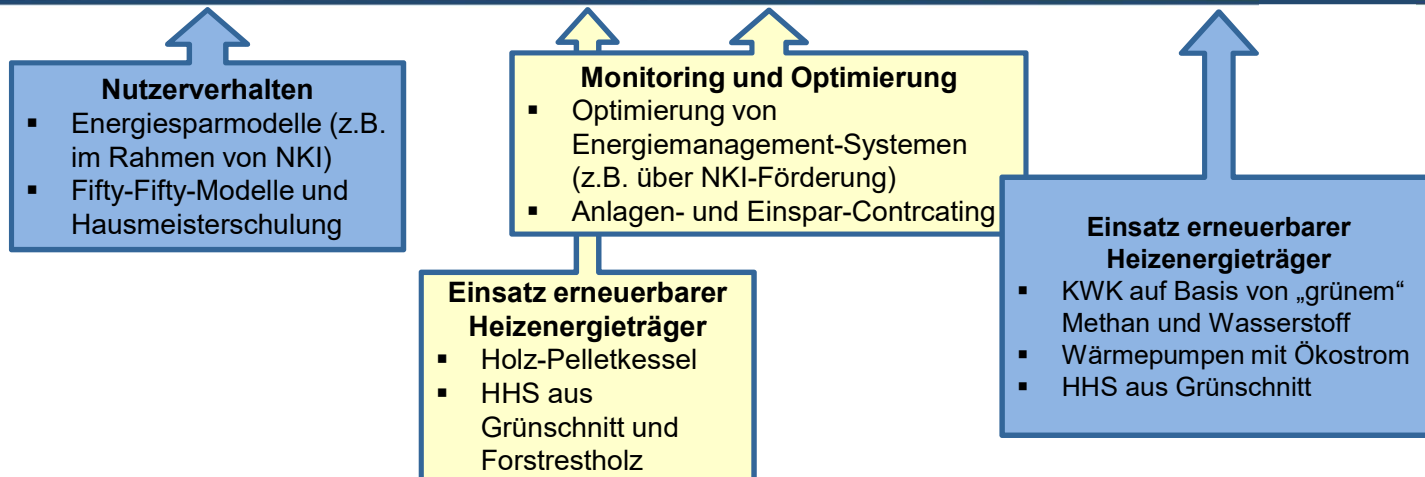 Nutzerverhalten
▪ Energiesparmodelle (z.B.
im Rahmen von NKI)
▪ Fifty-Fifty-Modelle und
Hausmeisterschulung
Monitoring und Optimierung
▪ Optimierung von
Energiemanagement-Systemen
(z.B. über NKI-Förderung)
▪ Anlagen- und Einspar-Contrcating
Einsatz erneuerbarer
Heizenergieträger
▪ Holz-Pelletkessel
▪ HHS aus
Grünschnitt und
Forstrestholz
Einsatz erneuerbarer
Heizenergieträger
▪ KWK auf Basis von „grünem“
Methan und Wasserstoff
▪ Wärmepumpen mit Ökostrom
▪ HHS aus Grünschnitt